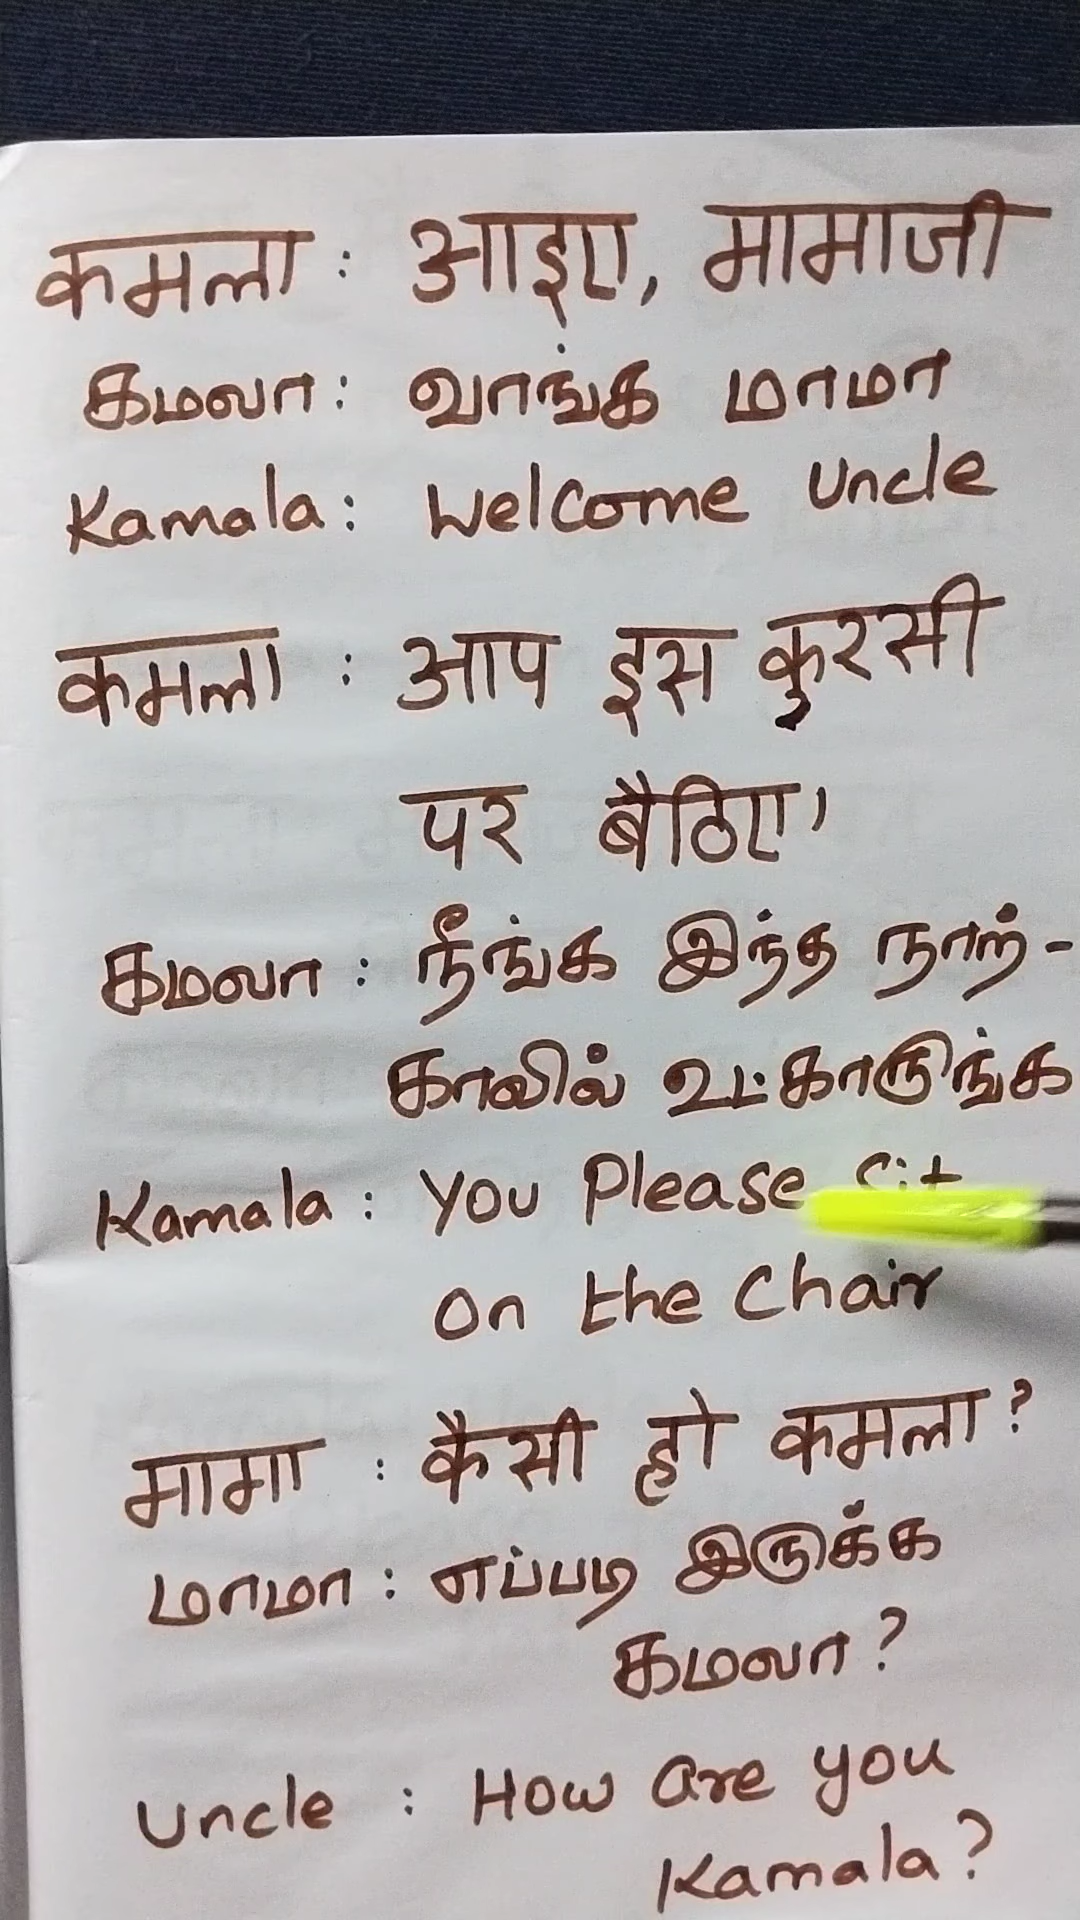 कमला : आइए, मामाजी
கமலா : வாங்க மாமா
Kamala : Welcome Uncle
कमला : आप इस कुरसी
पर बैठिए।
கமலா : நீங்க இந்த நாற்-
காலில் உட்காருங்க
Kamala : You Please Sit
On the Chair
मामा : कैसी हो कमला ?
மாமா : எப்படி இருக்க
கமலா ?
Uncle : How are you
Kamala ?